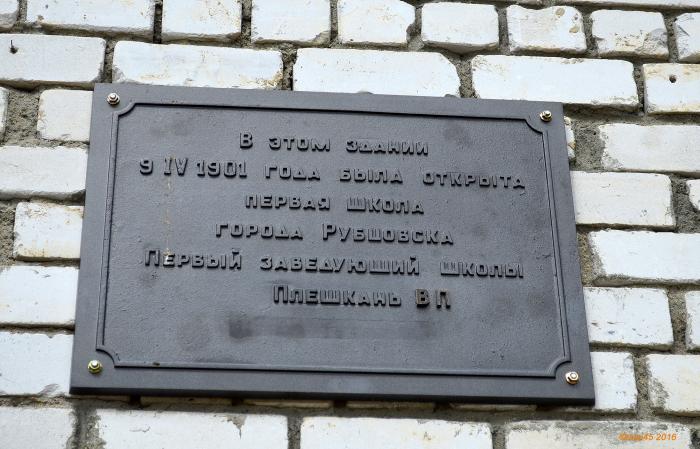 В этом здании
9 IV 1901 года была открыта
первая школа
города Рубцовска
Первый заведующий школы
Плешкань В П